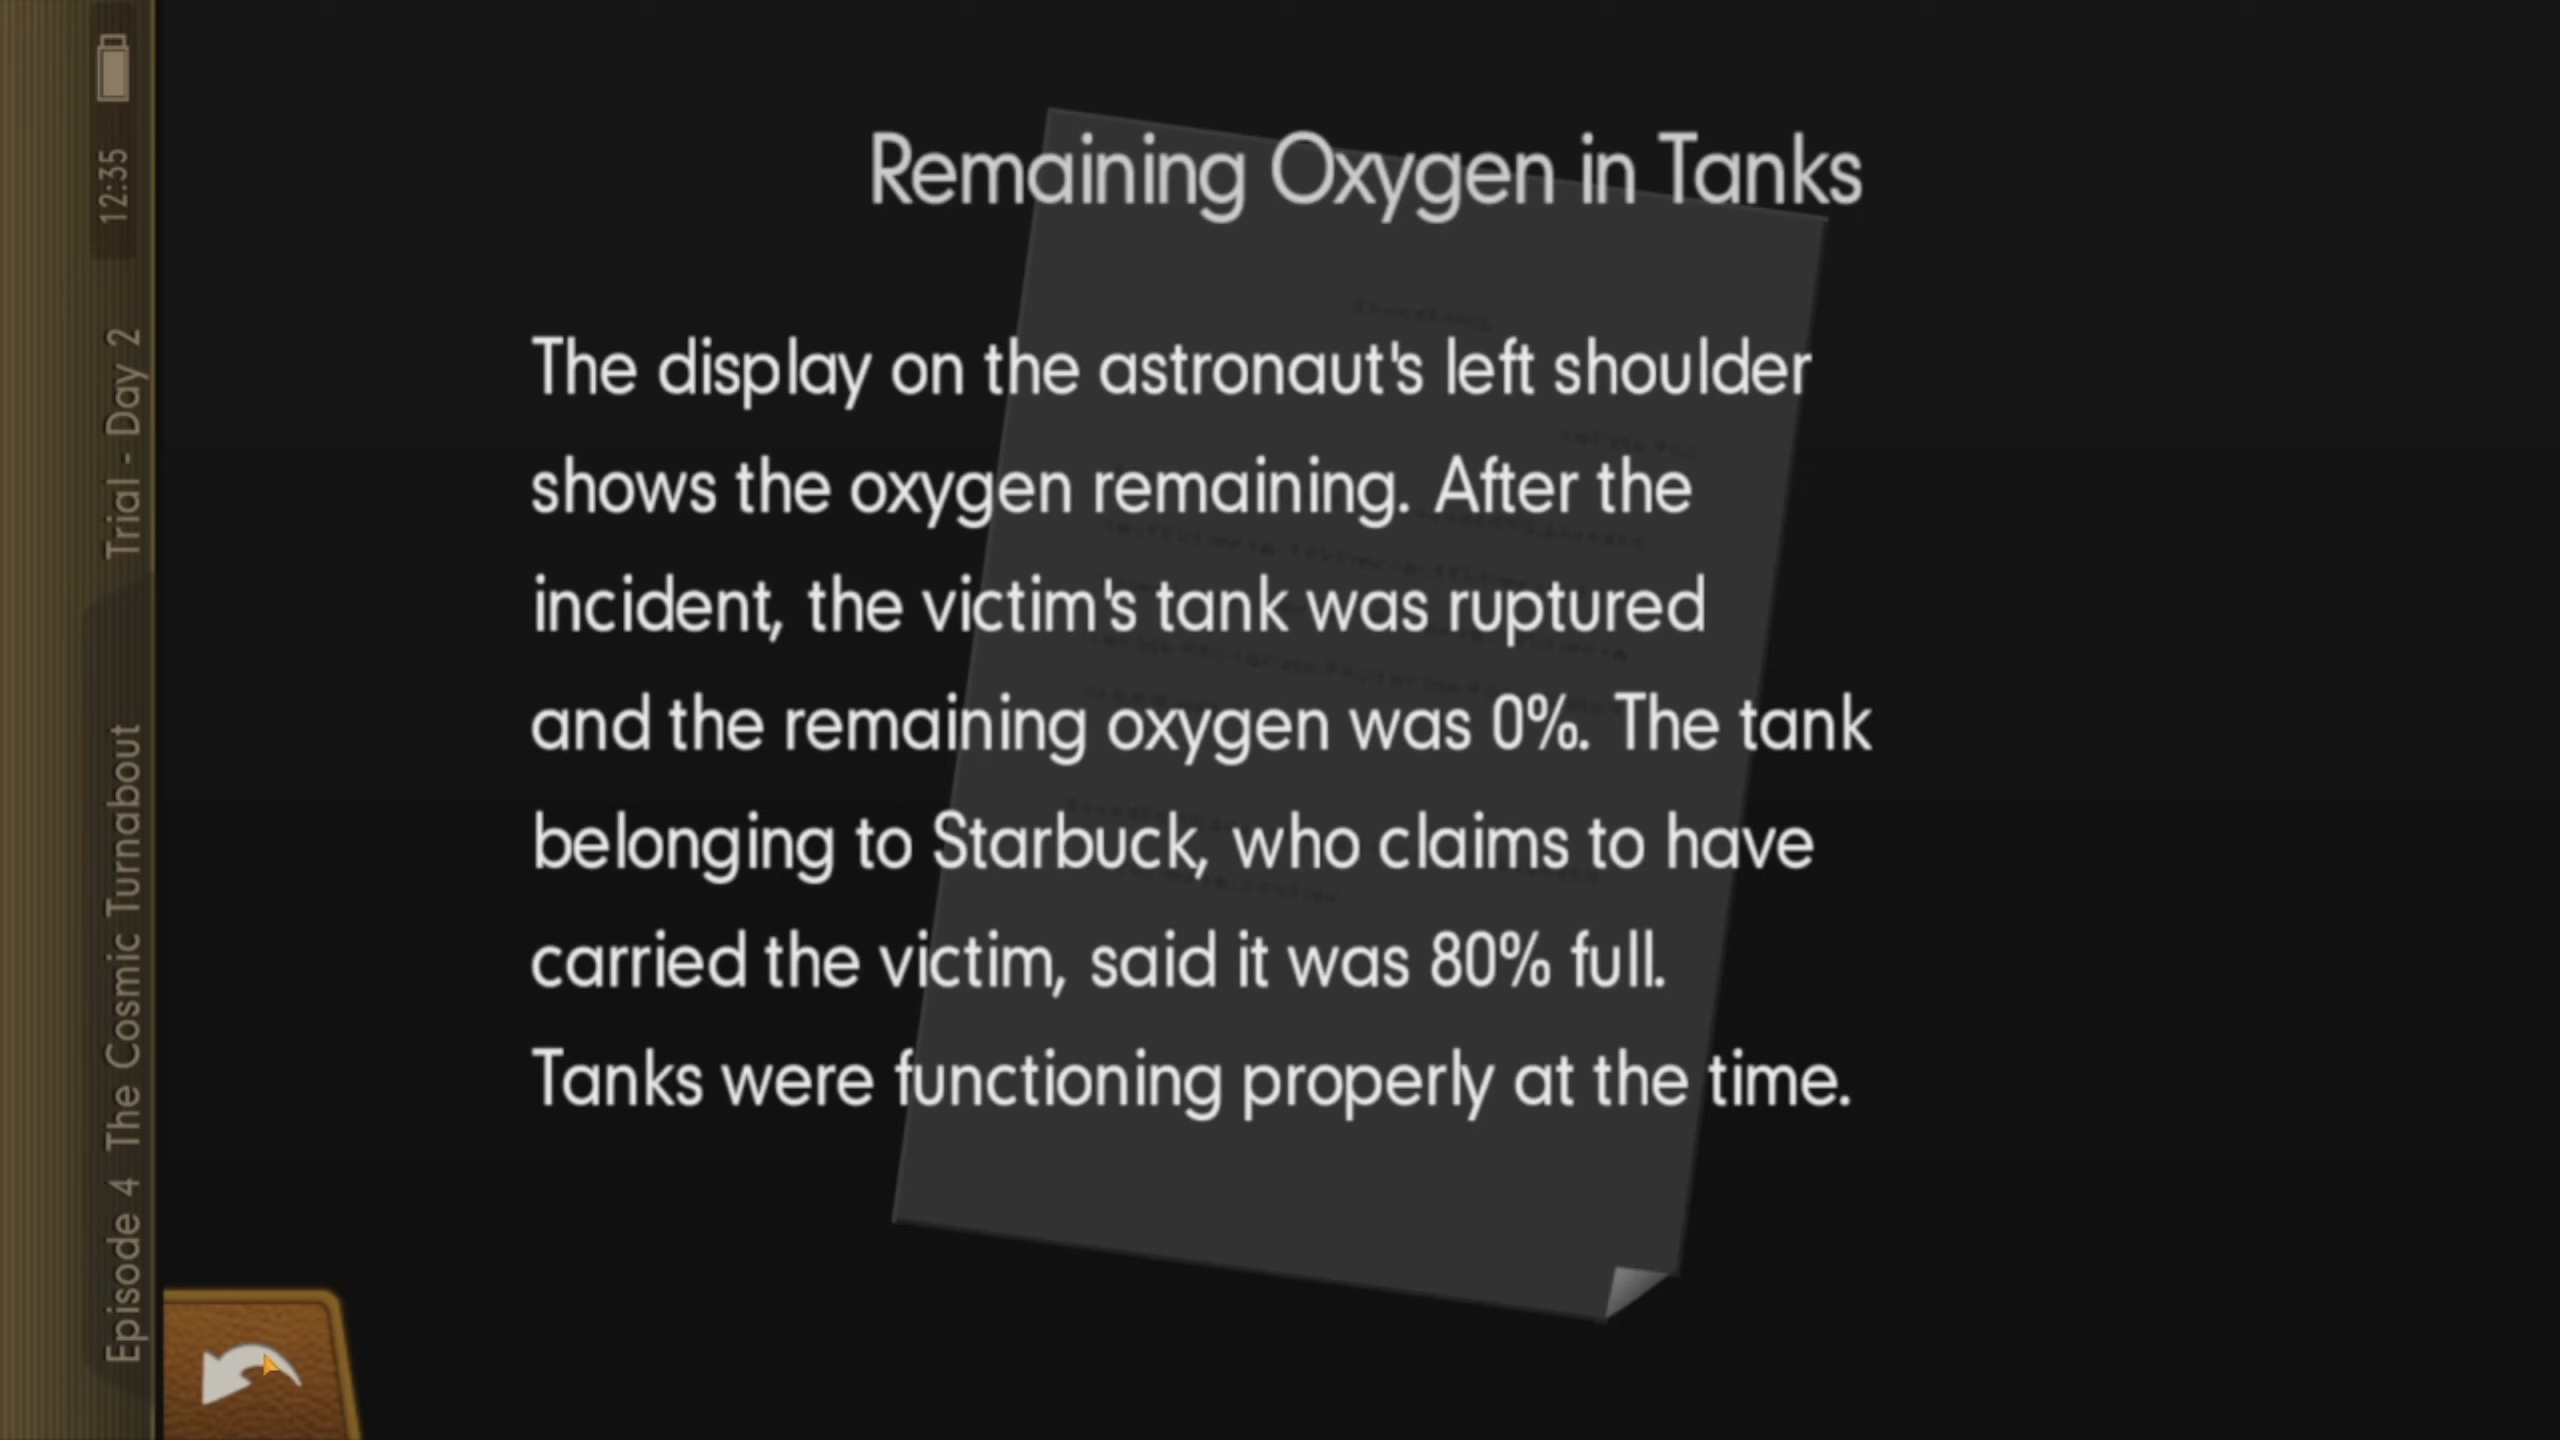 12:35
Trial - Day 2
Episode 4 The Cosmic Turnabout
Remaining Oxygen in Tanks
The display on the astronaut's left shoulder
shows the oxygen remaining. After the
incident, the victim's tank was ruptured
and the remaining oxygen was 0%. The tank
belonging to Starbuck, who claims to have
carried the victim, said it was 80% full.
Tanks were functioning properly at the time.